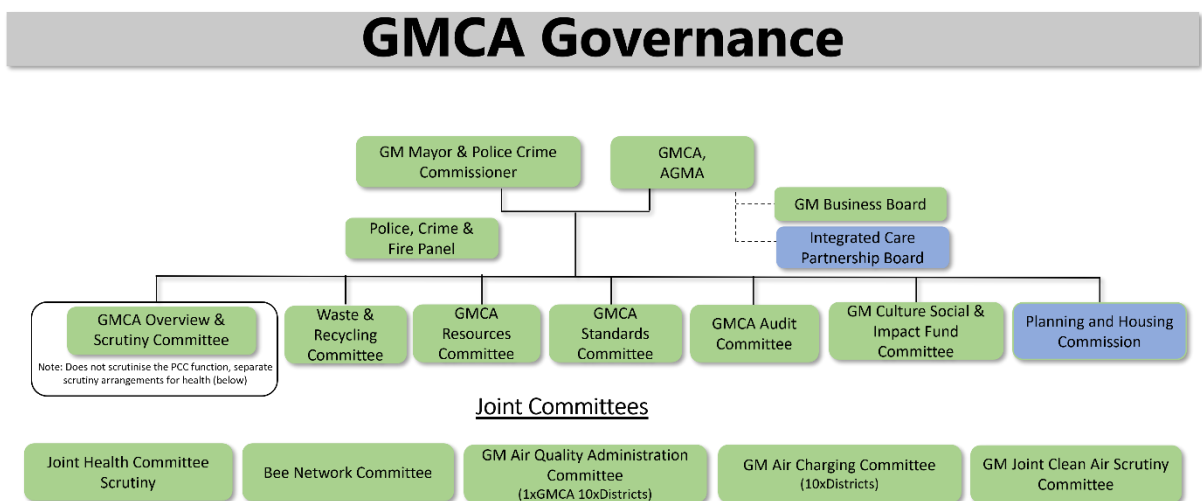 GMCA Governance
GM Mayor & Police Crime
Commissioner
GMCA,
AGMA
GM Business Board
Integrated Care
Partnership Board
Police, Crime &
Fire Panel
GMCA Overview &
Scrutiny Committee
Note: Does not scrutinise the PCC function, separate
scrutiny arrangements for health (below)
Waste &
Recycling
Committee
GMCA
Resources
Committee
GMCA
Standards
Committee
GMCA Audit
Committee
GM Culture Social &
Impact Fund
Committee
Planning and Housing
Commission
Joint Committees
Joint Health Committee
Scrutiny
Bee Network Committee
GM Air Quality Administration
Committee
(1xGMCA 10xDistricts)
GM Air Charging Committee
(10xDistricts)
GM Joint Clean Air Scrutiny
Committee